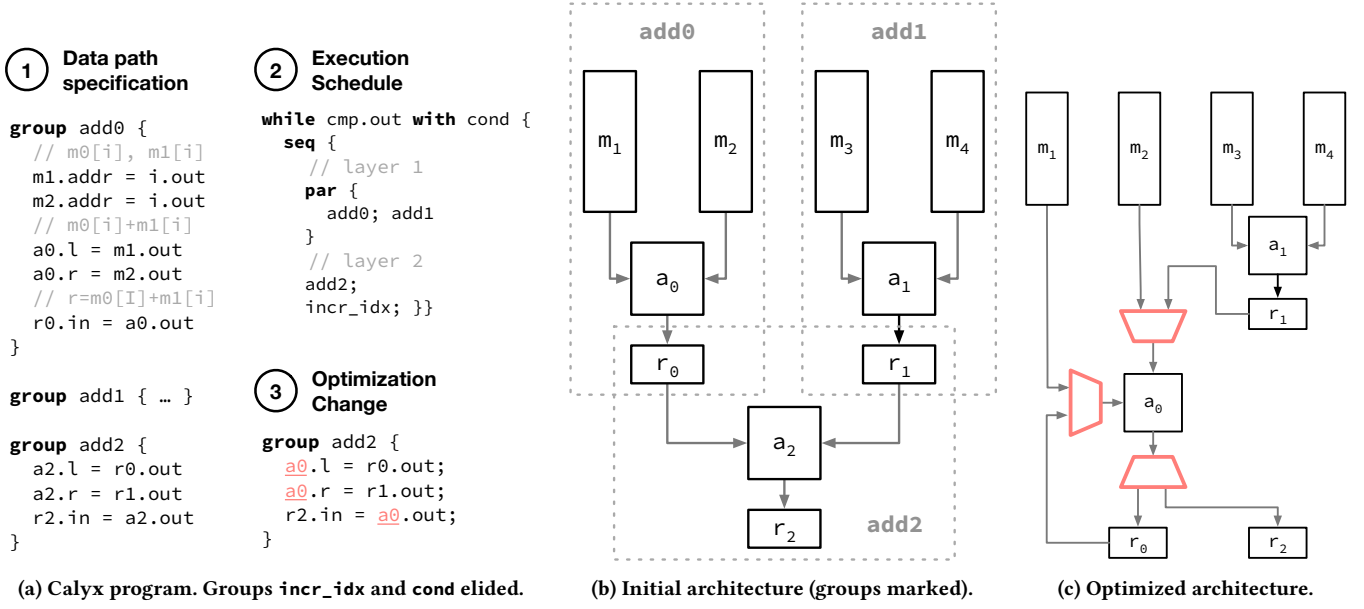 1 Data path
specification
group add0 {
// m0[i], m1[i]
m1.addr = i.out
m2.addr = i.out
// m0[i]+m1[i]
a0.l = m1.out
a0.r = m2.out
// r=m0[I]+m1[i]
r0.in = a0.out
}
group add1 { … }
group add2 {
a2.l = r0.out
a2.r = r1.out
r2.in = a2.out
}
2 Execution
Schedule
while cmp.out with cond {
seq {
// layer 1
par {
add0; add1
}
// layer 2
add2;
incr_idx; }}
3 Optimization
Change
group add2 {
a0.l = r0.out;
a0.r = r1.out;
r2.in = a0.out;
}
(a) Calyx program. Groups incr_idx and cond elided.
add0
add1
m₁
m₂
m₃
m₄
a₀
a₁
r₀
r₁
a₂
r₂
add2
(b) Initial architecture (groups marked).
m₁
m₂
m₃
m₄
a₁
r₁
a₀
r₀
r₂
(c) Optimized architecture.